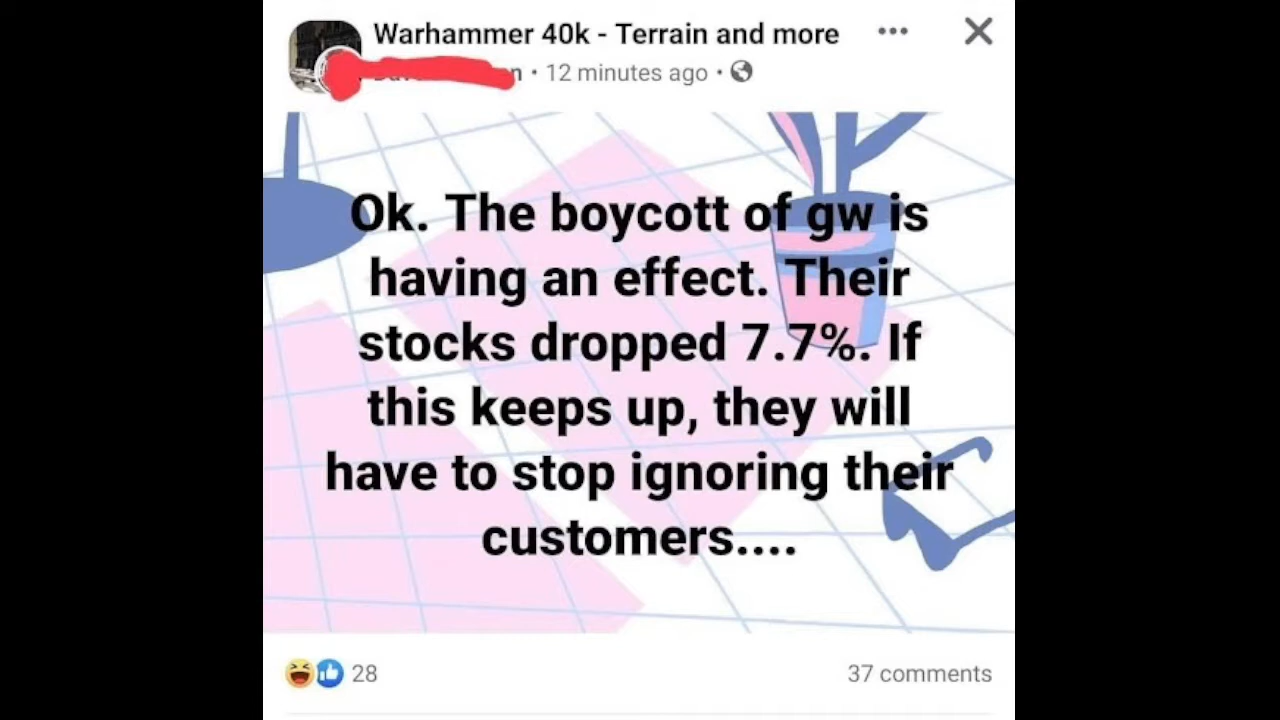 Warhammer 40k - Terrain and more
• 12 minutes ago •
Ok. The boycott of gw is
having an effect. Their
stocks dropped 7.7%. If
this keeps up, they will
have to stop ignoring their
customers....
28
37 comments